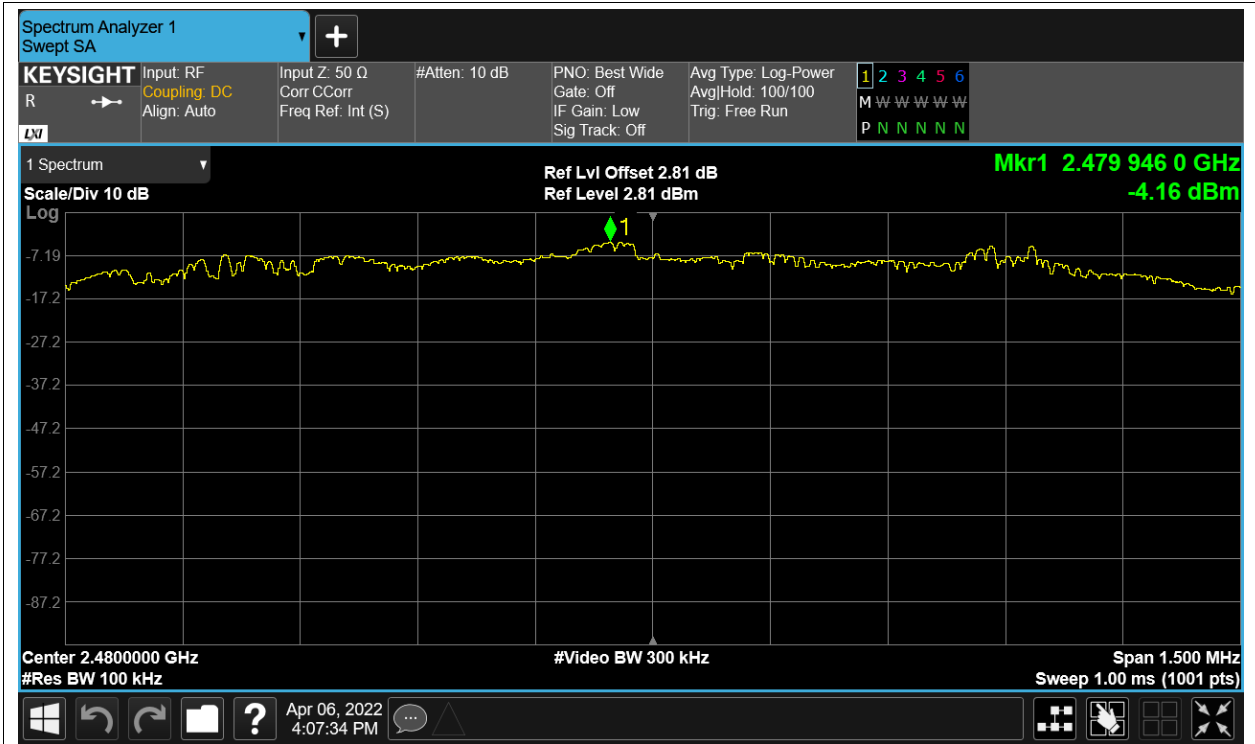 Spectrum Analyzer 1
Swept SA
KEYSIGHT
R
LXI
Input: RF
Coupling: DC
Align: Auto
Input Z: 50 Ω
Corr CCorr
Freq Ref: Int (S)
#Atten: 10 dB
PNO: Best Wide
Gate: Off
IF Gain: Low
Sig Track: Off
Avg Type: Log-Power
Avg|Hold: 100/100
Trig: Free Run
1 2 3 4 5 6
M W W W W W W
P N N N N N
1 Spectrum
Scale/Div 10 dB
Log
Ref Lvl Offset 2.81 dB
Ref Level 2.81 dBm
Mkr1 2.479 946 0 GHz
-4.16 dBm
1
-7.19
-17.2
-27.2
-37.2
-47.2
-57.2
-67.2
-77.2
-87.2
Center 2.4800000 GHz
#Res BW 100 kHz
#Video BW 300 kHz
Span 1.500 MHz
Sweep 1.00 ms (1001 pts)
?
Apr 06, 2022
4:07:34 PM